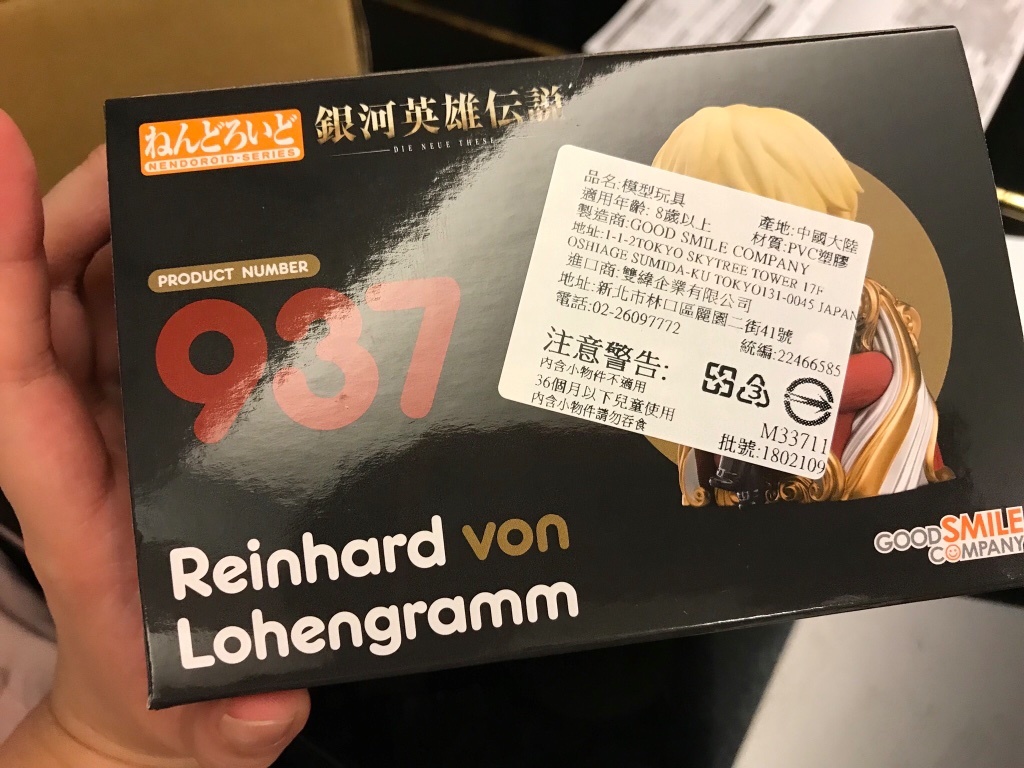 ねんどろいど
NENDOROID-SERIES
銀河英雄伝説
DIE NEUE THESE
PRODUCT NUMBER
937
Reinhard von
Lohengramm
品名:模型玩具
適用年齡: 8歲以上 產地:中國大陸
製造商:GOOD SMILE COMPANY 材質:PVC塑膠
地址:1-1-2TOKYO SKYTREE TOWER 17F
OSHIAGE SUMIDA-KU TOKYO131-0045 JAPAN
進口商:雙緯企業有限公司
地址:新北市林口區麗園二街41號
電話:02-26097772 統編:22466585
注意警告:
內含小物件不適用
36個月以下兒童使用
內含小物件請勿吞食
3
M33711
批號:1802109
GOOD SMILE
COMPANY